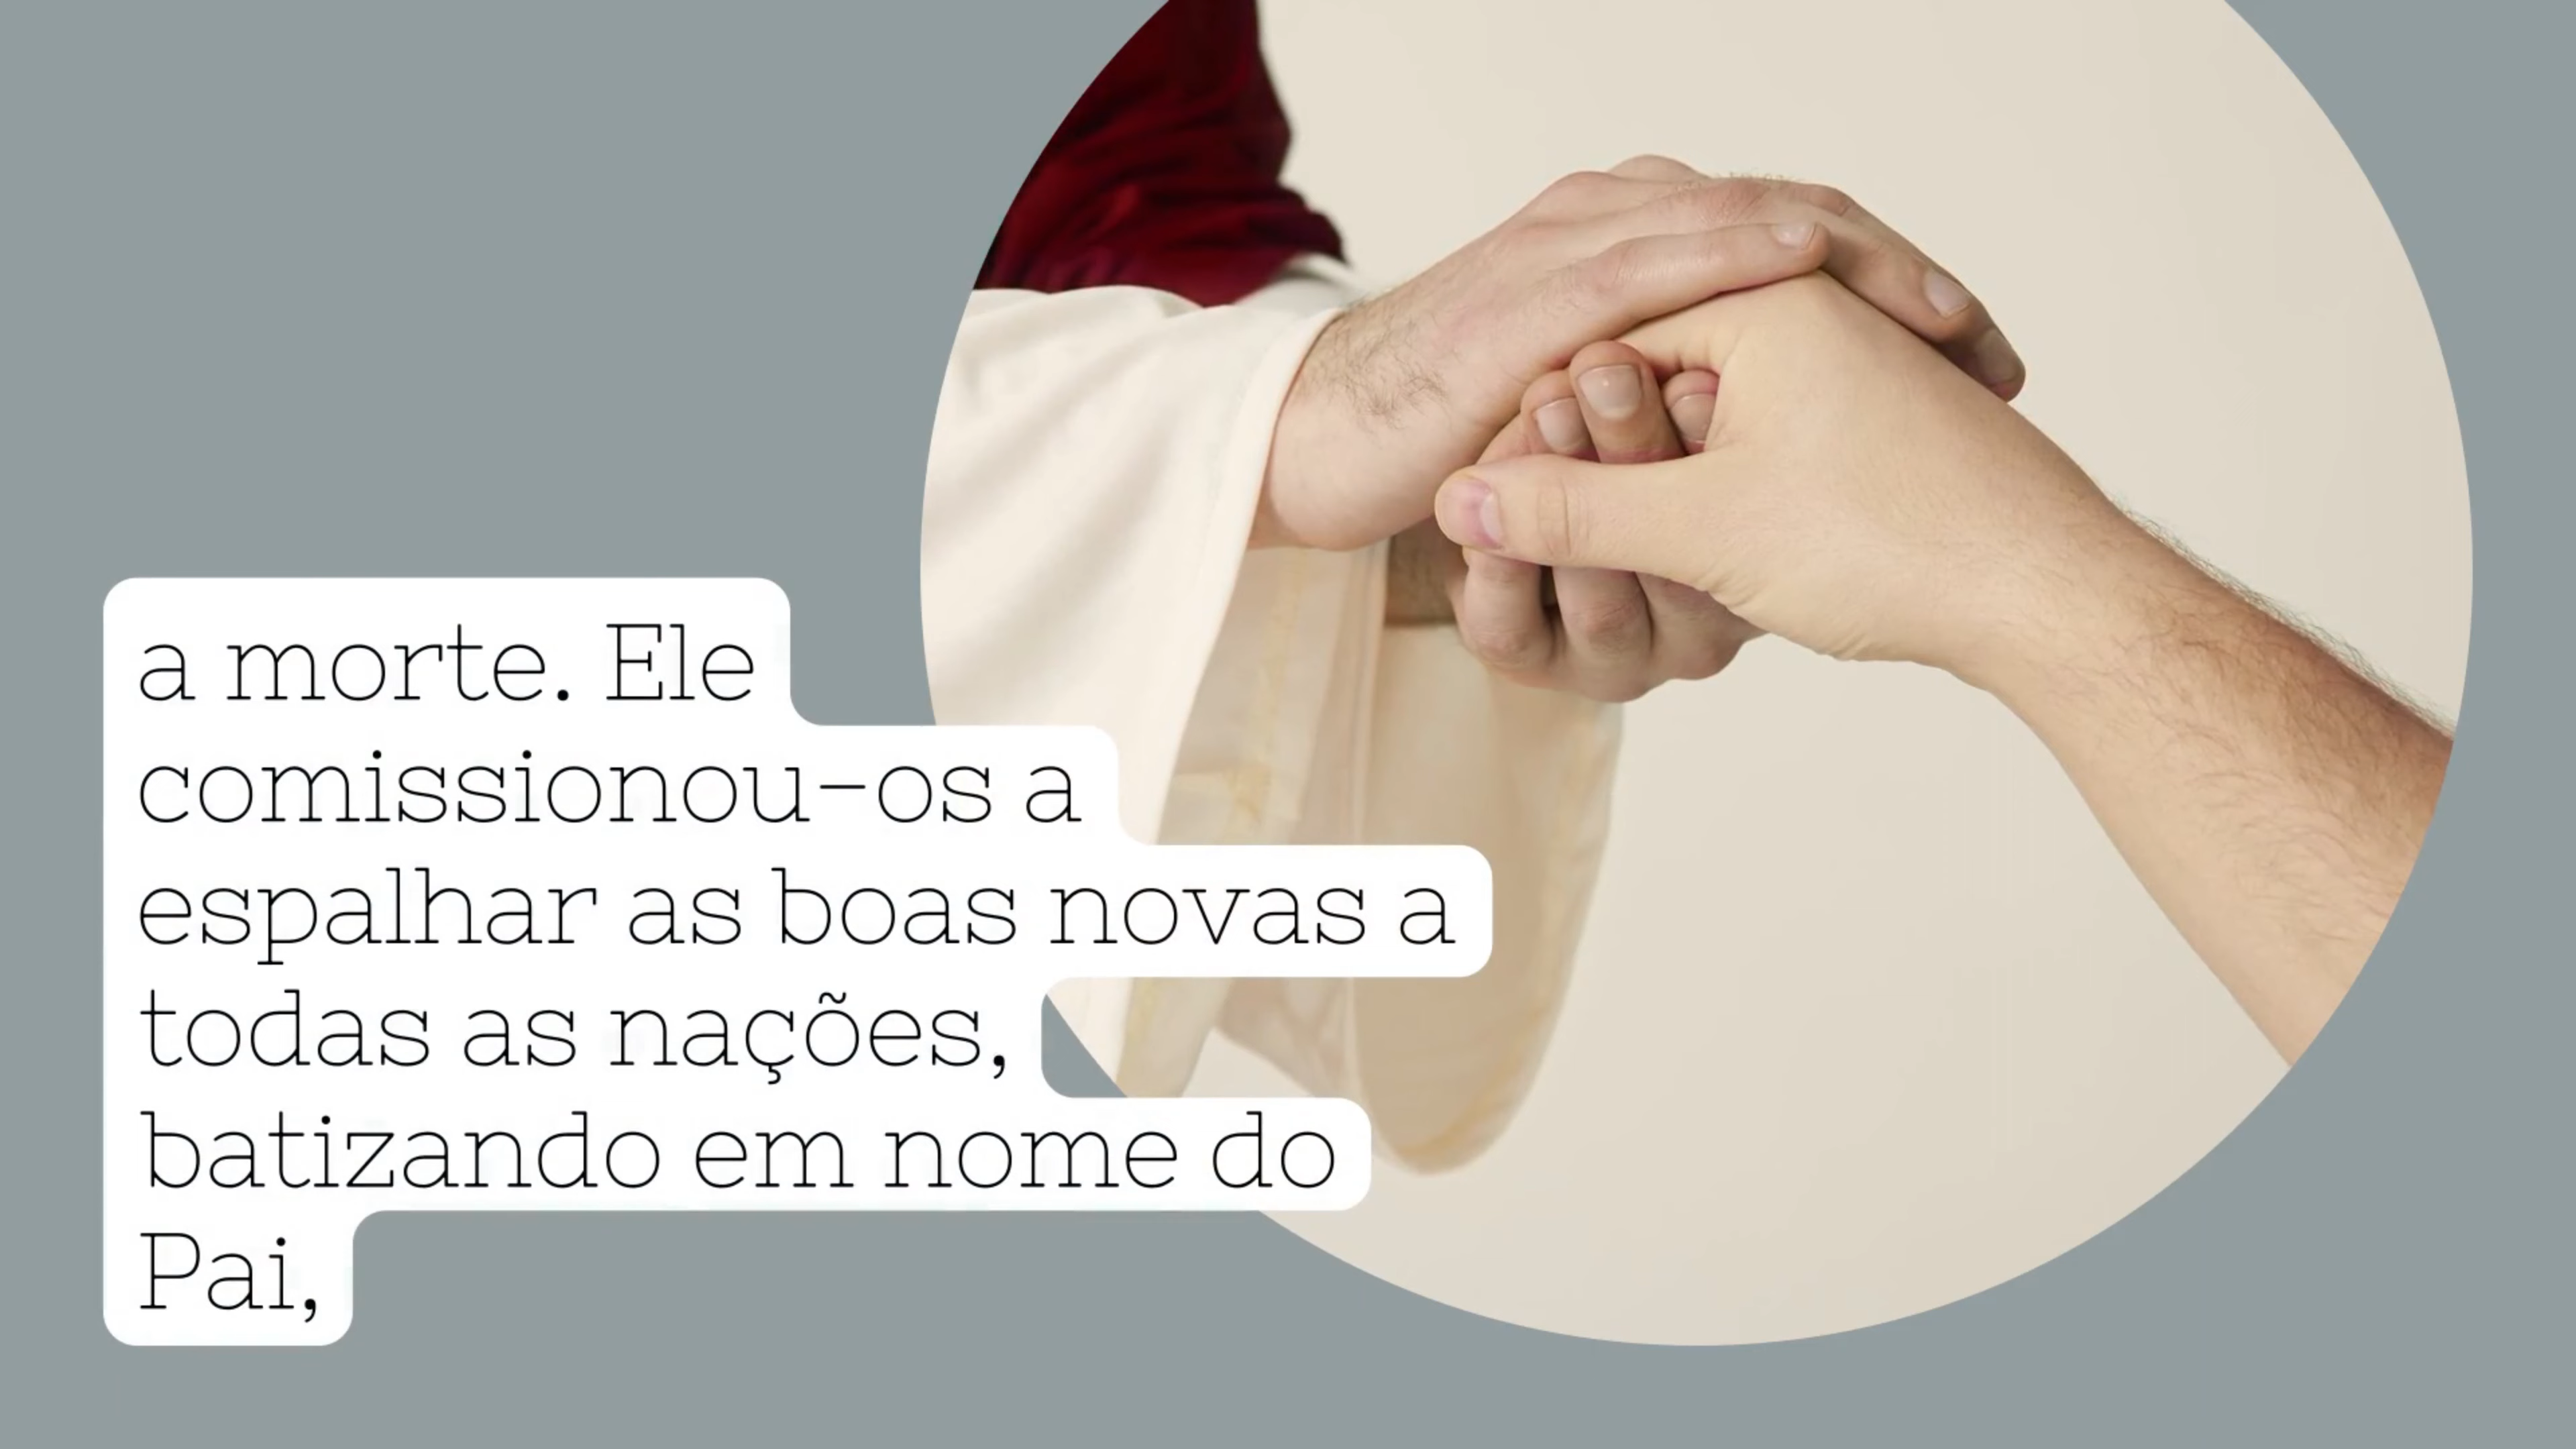 a morte. Ele
comissionou-os a
espalhar as boas novas a
todas as nações,
batizando em nome do
Pai,